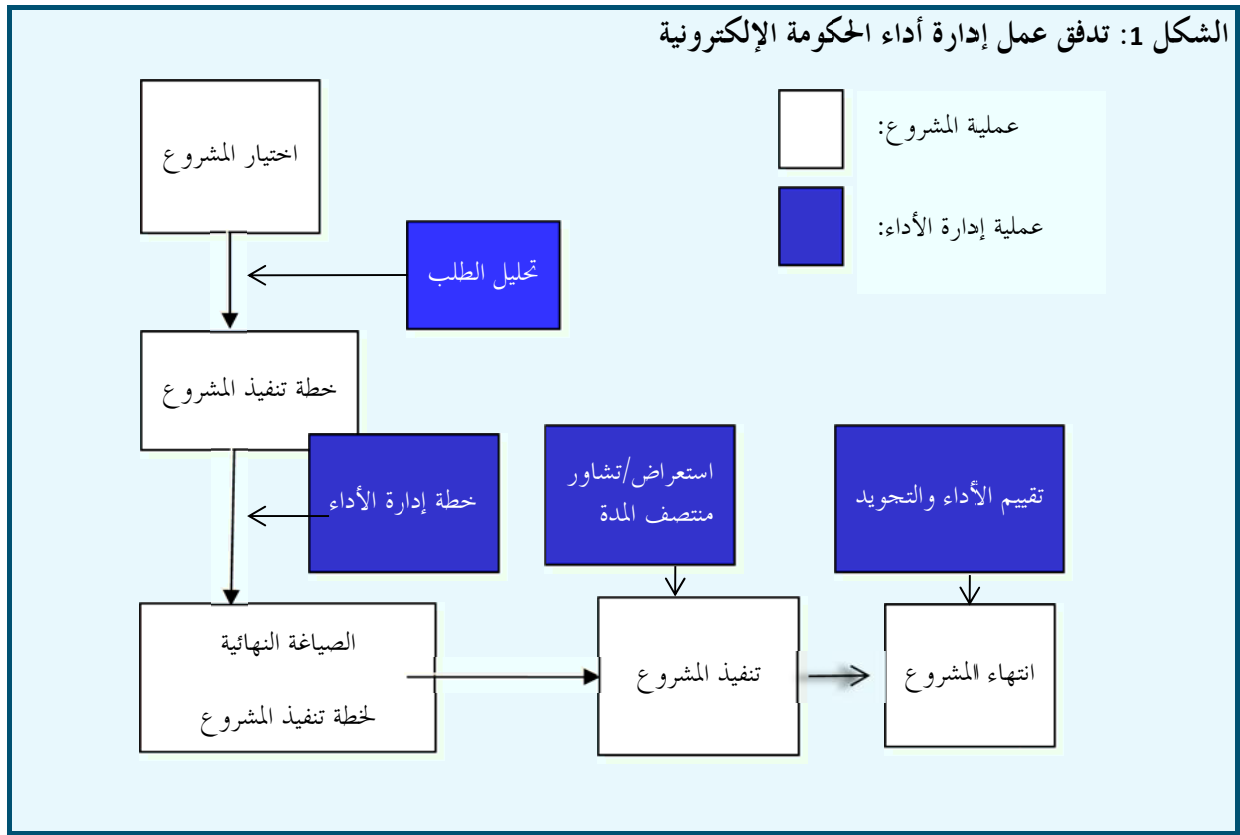 الشكل 1: تدفق عمل إدارة أداء الحكومة الإلكترونية
عملية المشروع:
عملية إدارة الأداء:
اختيار المشروع
تحليل الطلب
خطة تنفيذ المشروع
خطة إدارة الأداء
استعراض/تشاور
منتصف المدة
تقييم الأداء والتجويد
الصياغة النهائية
لخطة تنفيذ المشروع
تنفيذ المشروع
انتهاء المشروع